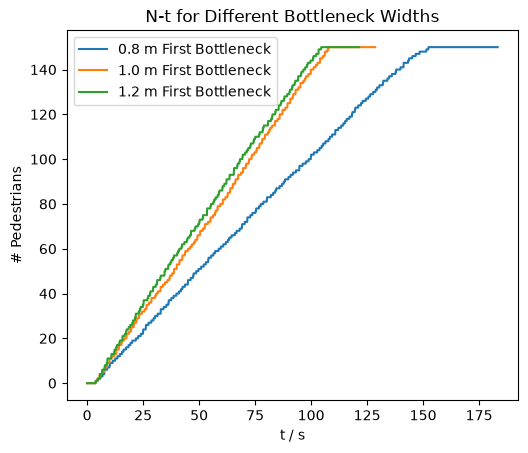 N-t for Different Bottleneck Widths
0.8 m First Bottleneck
1.0 m First Bottleneck
1.2 m First Bottleneck
# Pedestrians
140
120
100
80
60
40
20
0
0 25 50 75 100 125 150 175
t / s